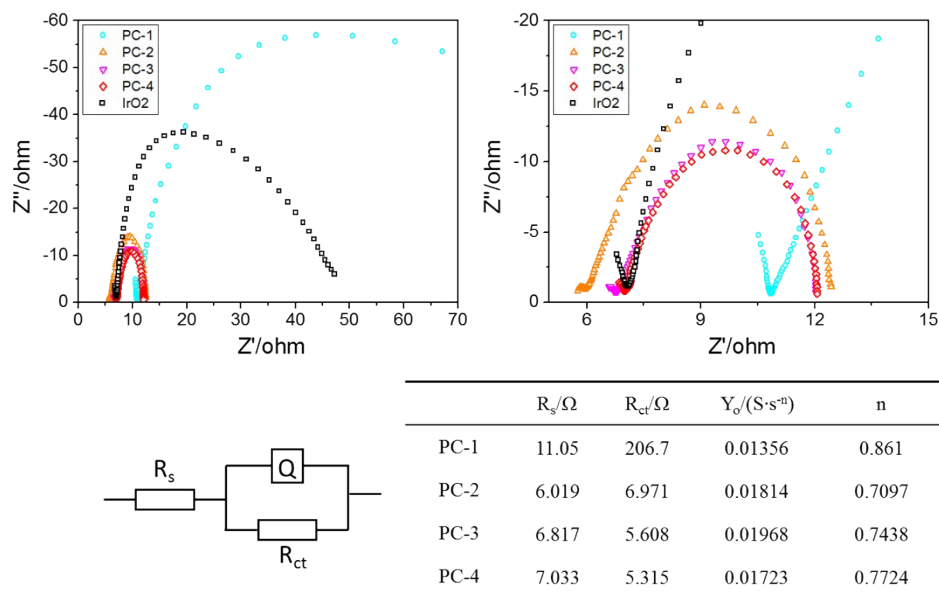 -60
-50
-40
-30
-20
-10
0
Z''/ohm
PC-1
PC-2
PC-3
PC-4
IrO2
0 10 20 30 40 50 60 70
Z'/ohm
-20
-15
-10
-5
0
Z''/ohm
PC-1
PC-2
PC-3
PC-4
IrO2
6 9 12 15
Z'/ohm
Rs
Q
Rct
Rs/Ω Rct/Ω Yo/(S·s-n) n
PC-1 11.05 206.7 0.01356 0.861
PC-2 6.019 6.971 0.01814 0.7097
PC-3 6.817 5.608 0.01968 0.7438
PC-4 7.033 5.315 0.01723 0.7724